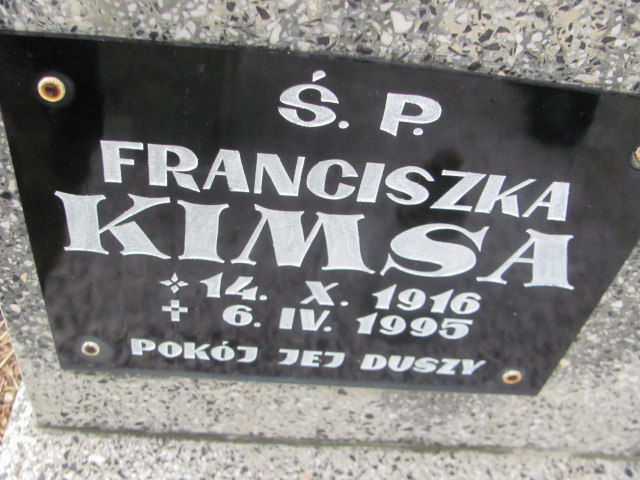 Ś. P.
FRANCISZKA
KIMSA
✧ 14. X. 1916
✝ 6. IV. 1995
POKÓJ JEJ DUSZY